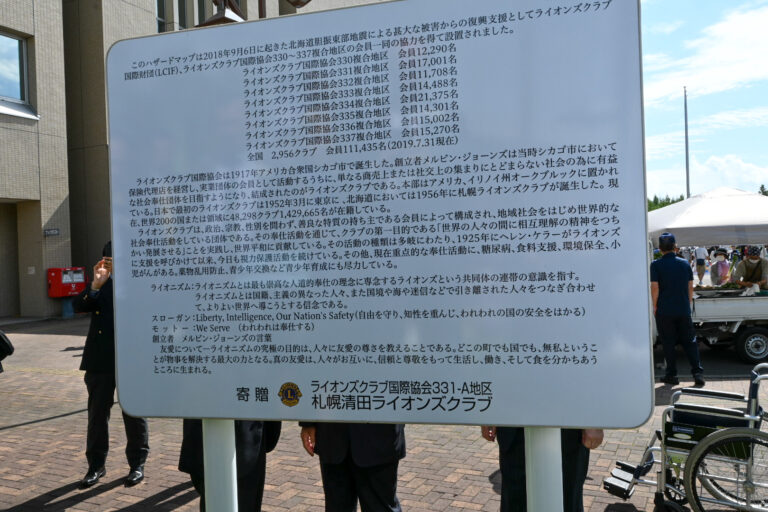 このハザードマップは2018年9月6日に起きた北海道胆振東部地震による甚大な被害からの復興支援としてライオンズクラブ
国際財団(LCIF)、ライオンズクラブ国際協会330～337複合地区の会員一同の協力を得て設置されました。
ライオンズクラブ国際協会330複合地区 会員12,290名
ライオンズクラブ国際協会331複合地区 会員17,001名
ライオンズクラブ国際協会332複合地区 会員11,708名
ライオンズクラブ国際協会333複合地区 会員14,488名
ライオンズクラブ国際協会334複合地区 会員21,375名
ライオンズクラブ国際協会335複合地区 会員14,301名
ライオンズクラブ国際協会336複合地区 会員15,002名
ライオンズクラブ国際協会337複合地区 会員15,270名
全国 2,956クラブ 会員111,435名(2019.7.31現在)
ライオンズクラブ国際協会は1917年アメリカ合衆国シカゴ市で誕生した。創立者メルビン・ジョーンズは当時シカゴ市において
保険代理店を経営し、実業団体の会員として活動するうちに、単なる商売上または社交上の集まりにとどまらない社会の為に有益
な社会奉仕団体を目指すようになり、結成されたのがライオンズクラブである。本部はアメリカ、イリノイ州オークブルックに置かれ
ている。日本で最初のライオンズクラブは1952年3月に東京に、北海道においては1956年に札幌ライオンズクラブが誕生した。現
在、世界200の国または領域に48,298クラブ1,429,665名が在籍している。
ライオンズクラブは、政治、宗教、性別を問わず、善良な特質の持ち主である会員によって構成され、地域社会をはじめ世界的な
社会奉仕活動をしている団体である。その奉仕活動を通じて、クラブの第一目的である「世界の人々の間に相互理解の精神をつち
かい発展させる」ことを実践し、世界平和に貢献している。その活動の種類は多岐にわたり、1925年にヘレン・ケラーがライオンズ
に支援を呼びかけて以来、今日も視力保護活動を続けている。その他、現在重点的な奉仕活動に、糖尿病、食料支援、環境保全、小
児がんがある。薬物乱用防止、青少年交換など青少年育成にも尽力している。
ライオニズム:ライオニズムとは最も崇高な人道的奉仕の理念に専念するライオンズという共同体の連帯の意識を指す。
ライオニズムとは国籍、主義の異なった人々、また国境や海や迷信などで引き離された人々をつなぎ合わせ
て、よりよい世界へ導こうとする信念である。
スローガン:Liberty, Intelligence, Our Nation's Safety(自由を守り、知性を重んじ、われわれの国の安全をはかる)
モットー:We Serve (われわれは奉仕する)
創立者 メルビン・ジョーンズの言葉
友愛について―ライオニズムの究極の目的は、人々に友愛の尊さを教えることである。どこの町でも国でも、無私というこ
とが物事を解決する最大の力となる。真の友愛は、人々がお互いに、信頼と尊敬をもって生活し、働き、そして食を分かちあう
ところに生まれる。
寄贈 ライオンズクラブ国際協会331-A地区
札幌清田ライオンズクラブ